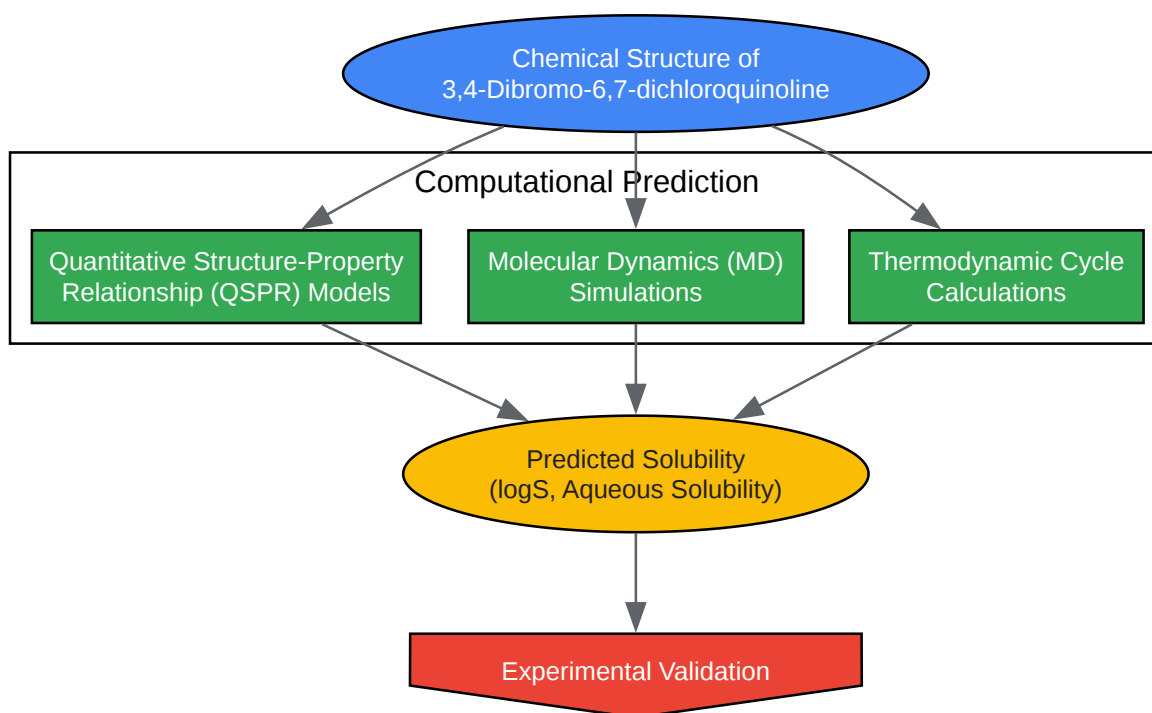 Chemical Structure of
3,4-Dibromo-6,7-dichloroquinoline
Computational Prediction
Quantitative Structure-Property
Relationship (QSPR) Models
Molecular Dynamics (MD)
Simulations
Thermodynamic Cycle
Calculations
Predicted Solubility
(logS, Aqueous Solubility)
Experimental Validation